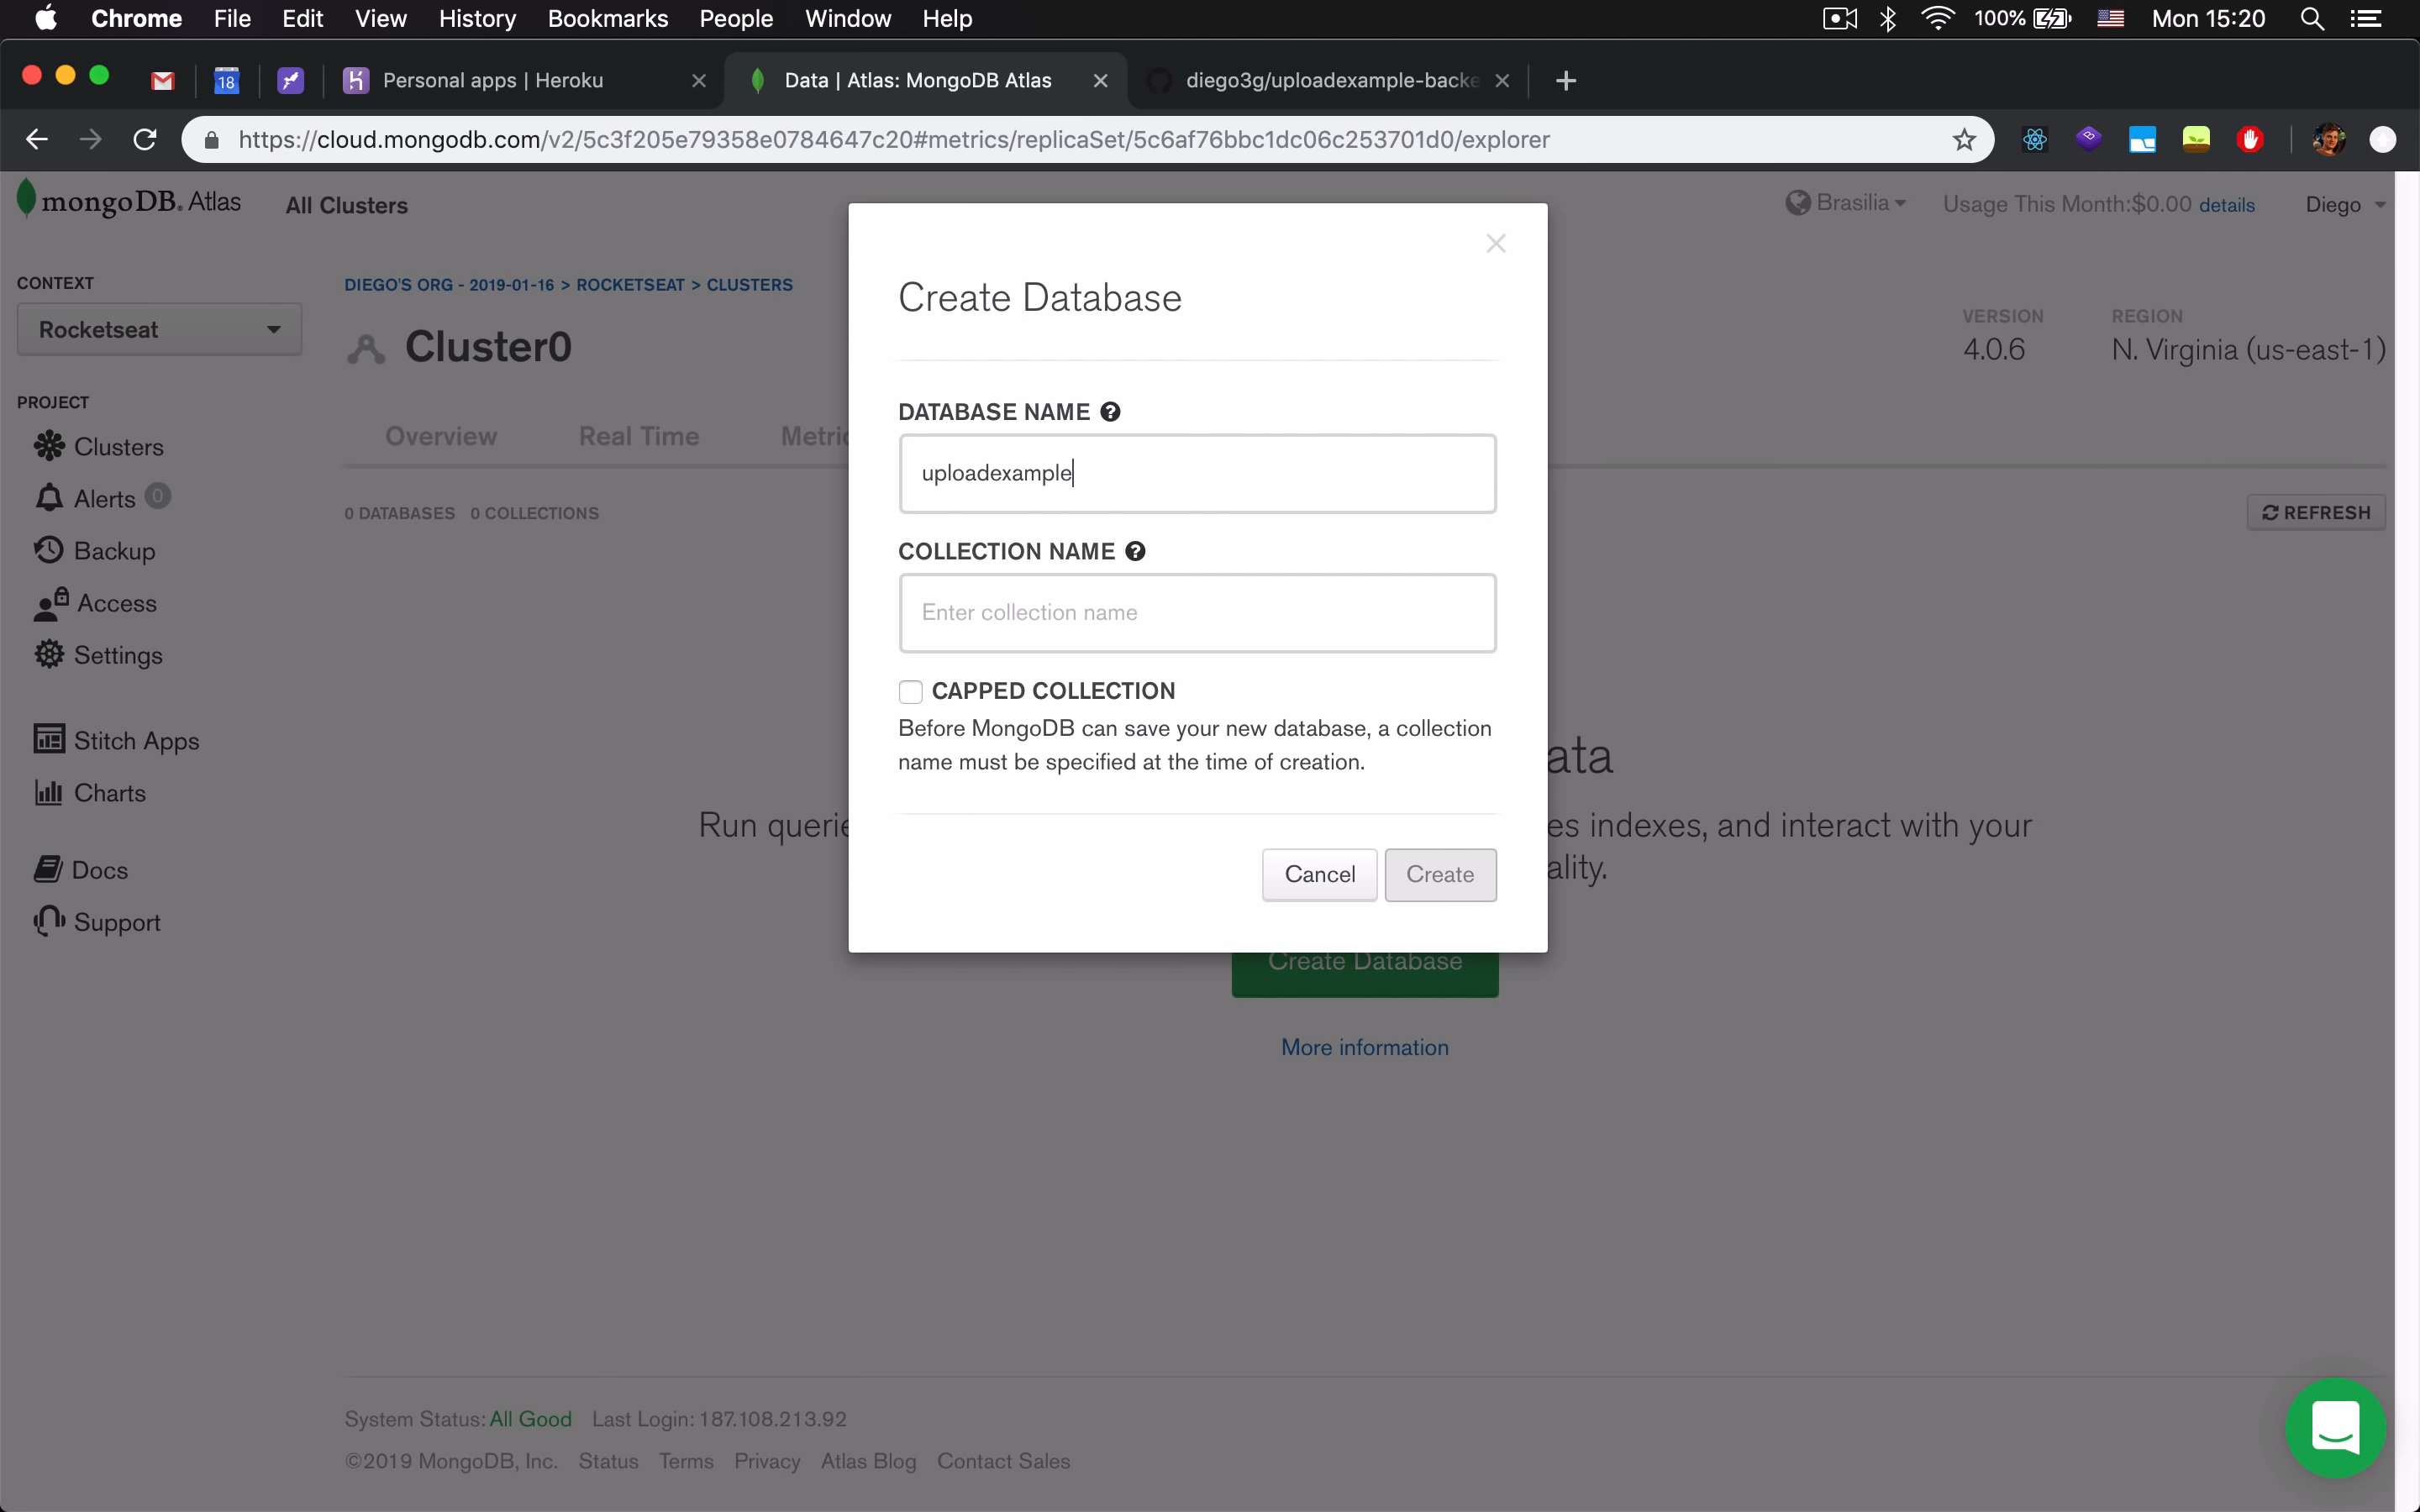 Chrome File Edit View History Bookmarks People Window Help 100% Mon 15:20
18 Personal apps | Heroku Data | Atlas: MongoDB Atlas diego3g/uploadexample-backe
https://cloud.mongodb.com/v2/5c3f205e79358e0784647c20#metrics/replicaSet/5c6af76bbc1dc06c253701d0/explorer
mongoDB. Atlas All Clusters Brasilia Usage This Month:$0.00 details Diego
CONTEXT
Rocketseat
PROJECT
Clusters
Alerts 0
Backup
Access
Settings
Stitch Apps
Charts
Docs
Support
DIEGO'S ORG - 2019-01-16 > ROCKETSEAT > CLUSTERS
Cluster0
VERSION
4.0.6
REGION
N. Virginia (us-east-1)
Overview Real Time Metric
0 DATABASES 0 COLLECTIONS
REFRESH
Create Database
DATABASE NAME ?
uploadexample
COLLECTION NAME ?
Enter collection name
CAPPED COLLECTION
Before MongoDB can save your new database, a collection
name must be specified at the time of creation.
Cancel Create
ata
Run querie es indexes, and interact with your
ality.
Create Database
More information
System Status: All Good Last Login: 187.108.213.92
©2019 MongoDB, Inc. Status Terms Privacy Atlas Blog Contact Sales